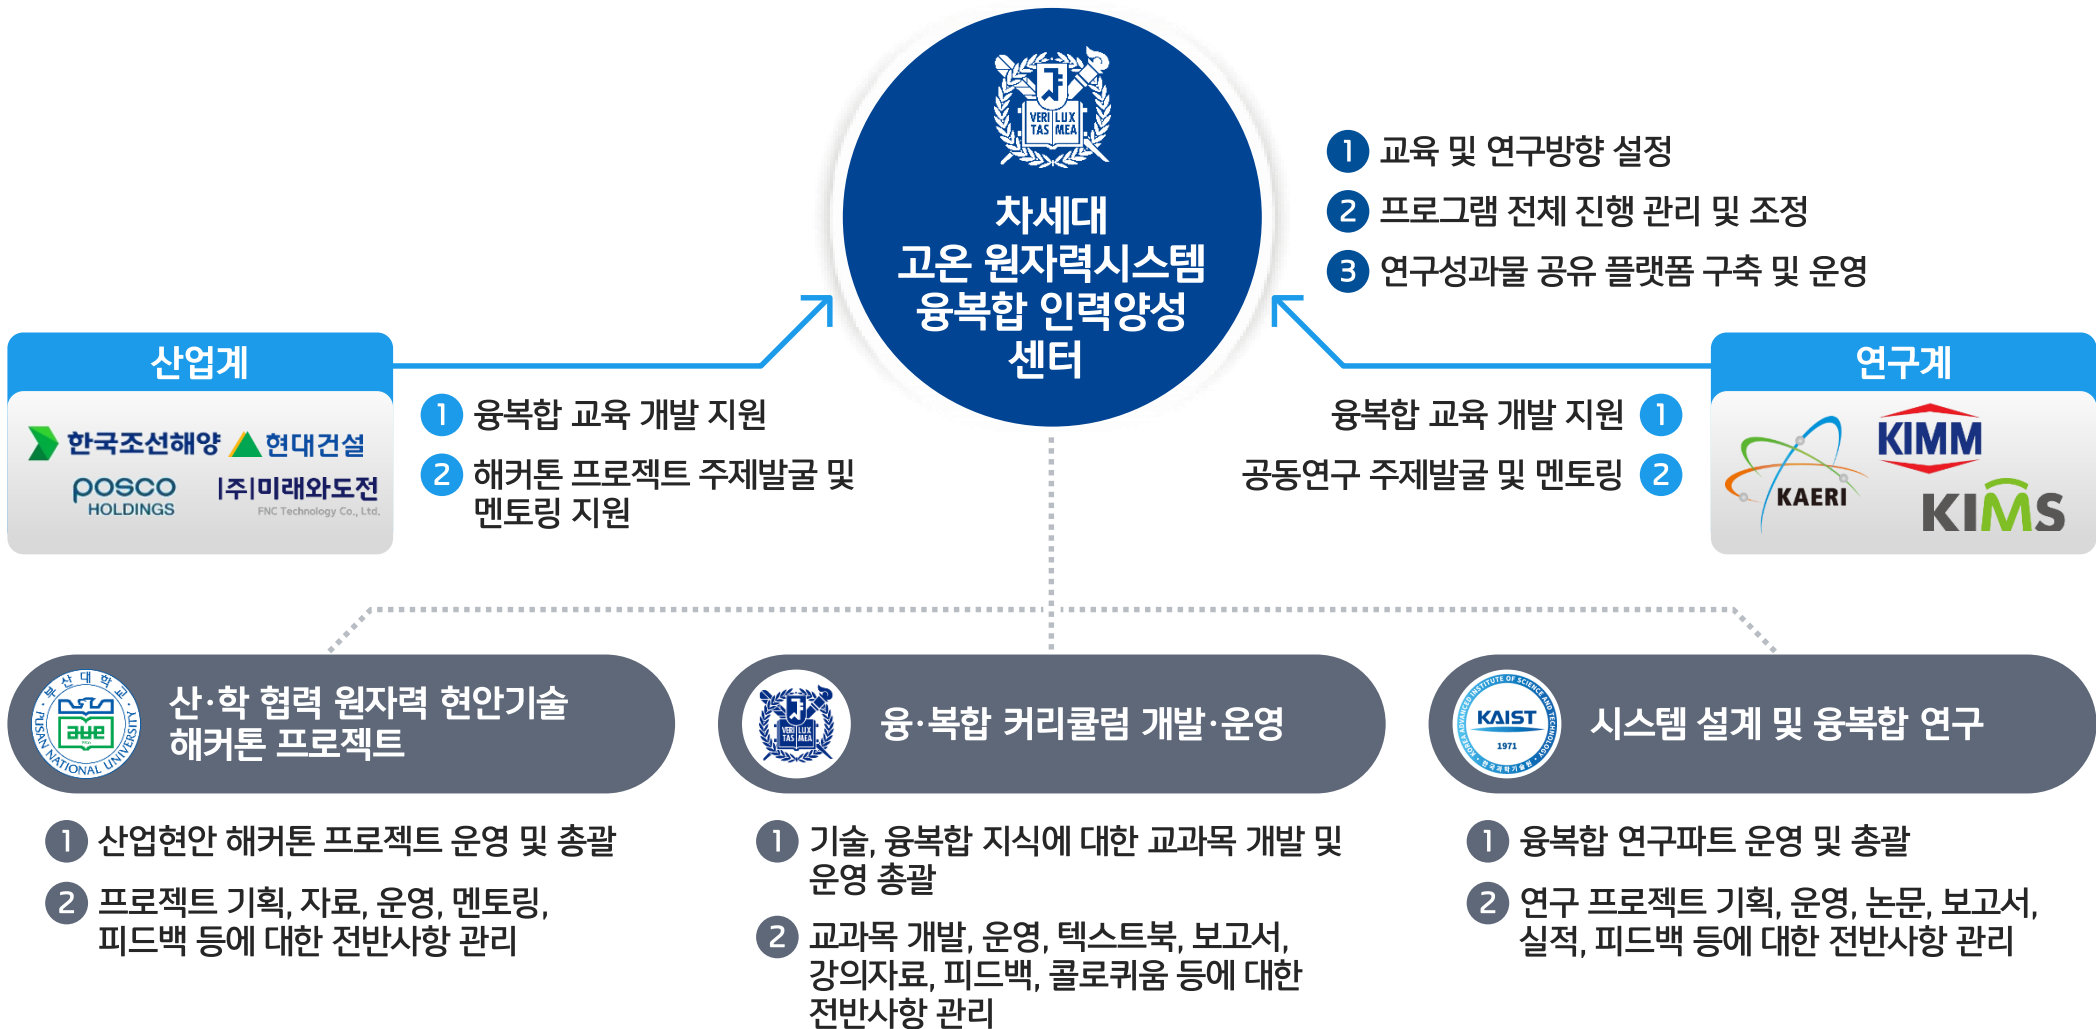 VERI LUX
TAS MEA
차세대
고온 원자력시스템
융복합 인력양성
센터
1 교육 및 연구방향 설정
2 프로그램 전체 진행 관리 및 조정
3 연구성과물 공유 플랫폼 구축 및 운영
산업계
한국조선해양 현대건설
posco
HOLDINGS
(주)미래와도전
FNC Technology Co., Ltd.
1 융복합 교육 개발 지원
2 해커톤 프로젝트 주제발굴 및
멘토링 지원
연구계
KAERI
KIMM
KIMS
융복합 교육 개발 지원 1
공동연구 주제발굴 및 멘토링 2
부산대학교
PUSAN NATIONAL UNIVERSITY
산·학 협력 원자력 현안기술
해커톤 프로젝트
1 산업현안 해커톤 프로젝트 운영 및 총괄
2 프로젝트 기획, 자료, 운영, 멘토링,
피드백 등에 대한 전반사항 관리
VERI LUX
TAS MEA
융·복합 커리큘럼 개발·운영
1 기술, 융복합 지식에 대한 교과목 개발 및
운영 총괄
2 교과목 개발, 운영, 텍스트북, 보고서,
강의자료, 피드백, 콜로퀴움 등에 대한
전반사항 관리
KOREA ADVANCED INSTITUTE OF SCIENCE AND TECHNOLOGY
KAIST
1971
한국과학기술원
시스템 설계 및 융복합 연구
1 융복합 연구파트 운영 및 총괄
2 연구 프로젝트 기획, 운영, 논문, 보고서,
실적, 피드백 등에 대한 전반사항 관리